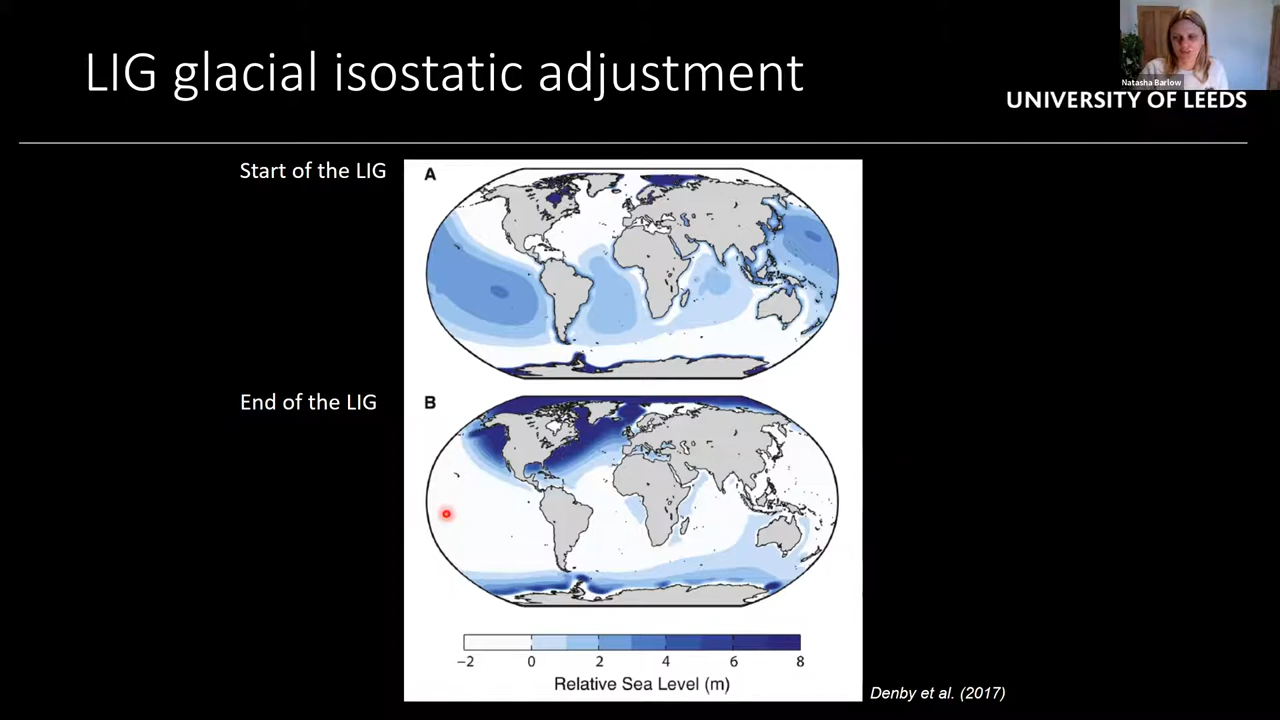 LIG glacial isostatic adjustment
Natasha Barlow
UNIVERSITY OF LEEDS
Start of the LIG
A
End of the LIG
B
−2 0 2 4 6 8
Relative Sea Level (m)
Denby et al. (2017)